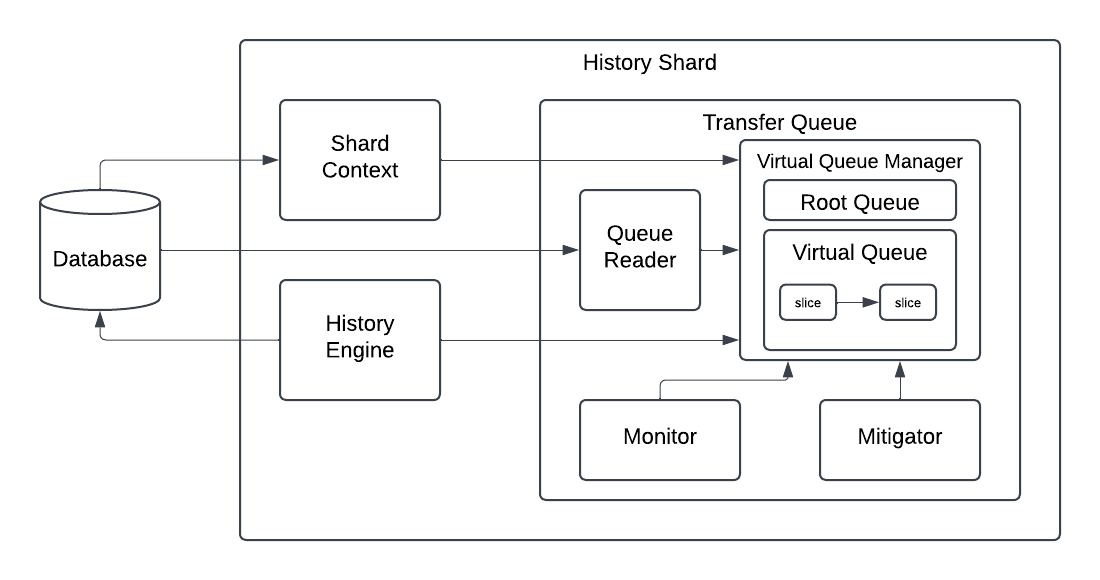 History Shard
Shard
Context
Transfer Queue
Virtual Queue Manager
Root Queue
Queue
Reader
Virtual Queue
Database
slice
slice
History
Engine
Monitor
Mitigator